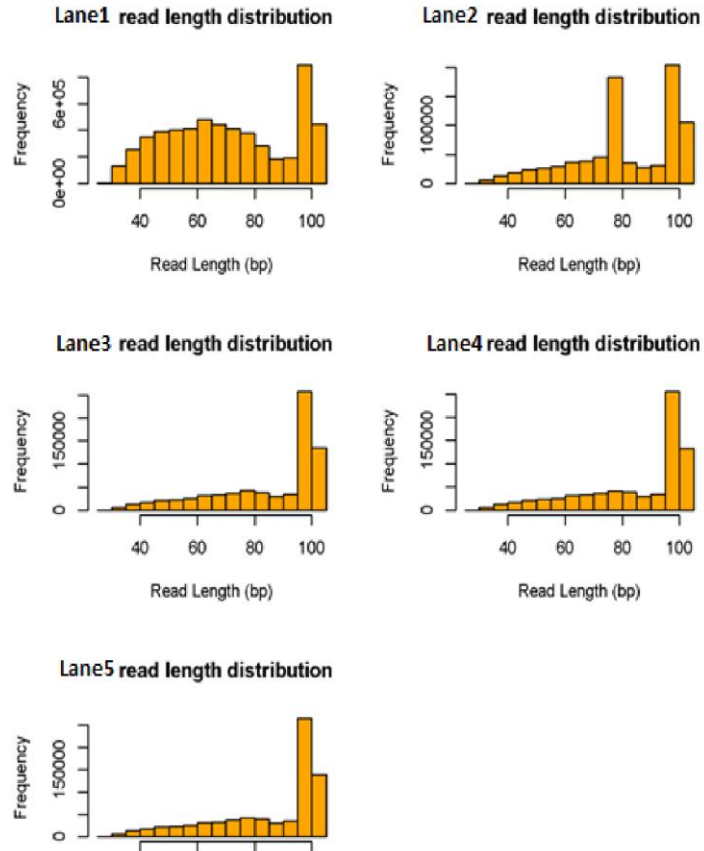 Lane1 read length distribution
Frequency
0e+00 6e+05
40 60 80 100
Read Length (bp)
Lane2 read length distribution
Frequency
0 100000
40 60 80 100
Read Length (bp)
Lane3 read length distribution
Frequency
0 150000
40 60 80 100
Read Length (bp)
Lane4 read length distribution
Frequency
0 150000
40 60 80 100
Read Length (bp)
Lane5 read length distribution
Frequency
0 150000